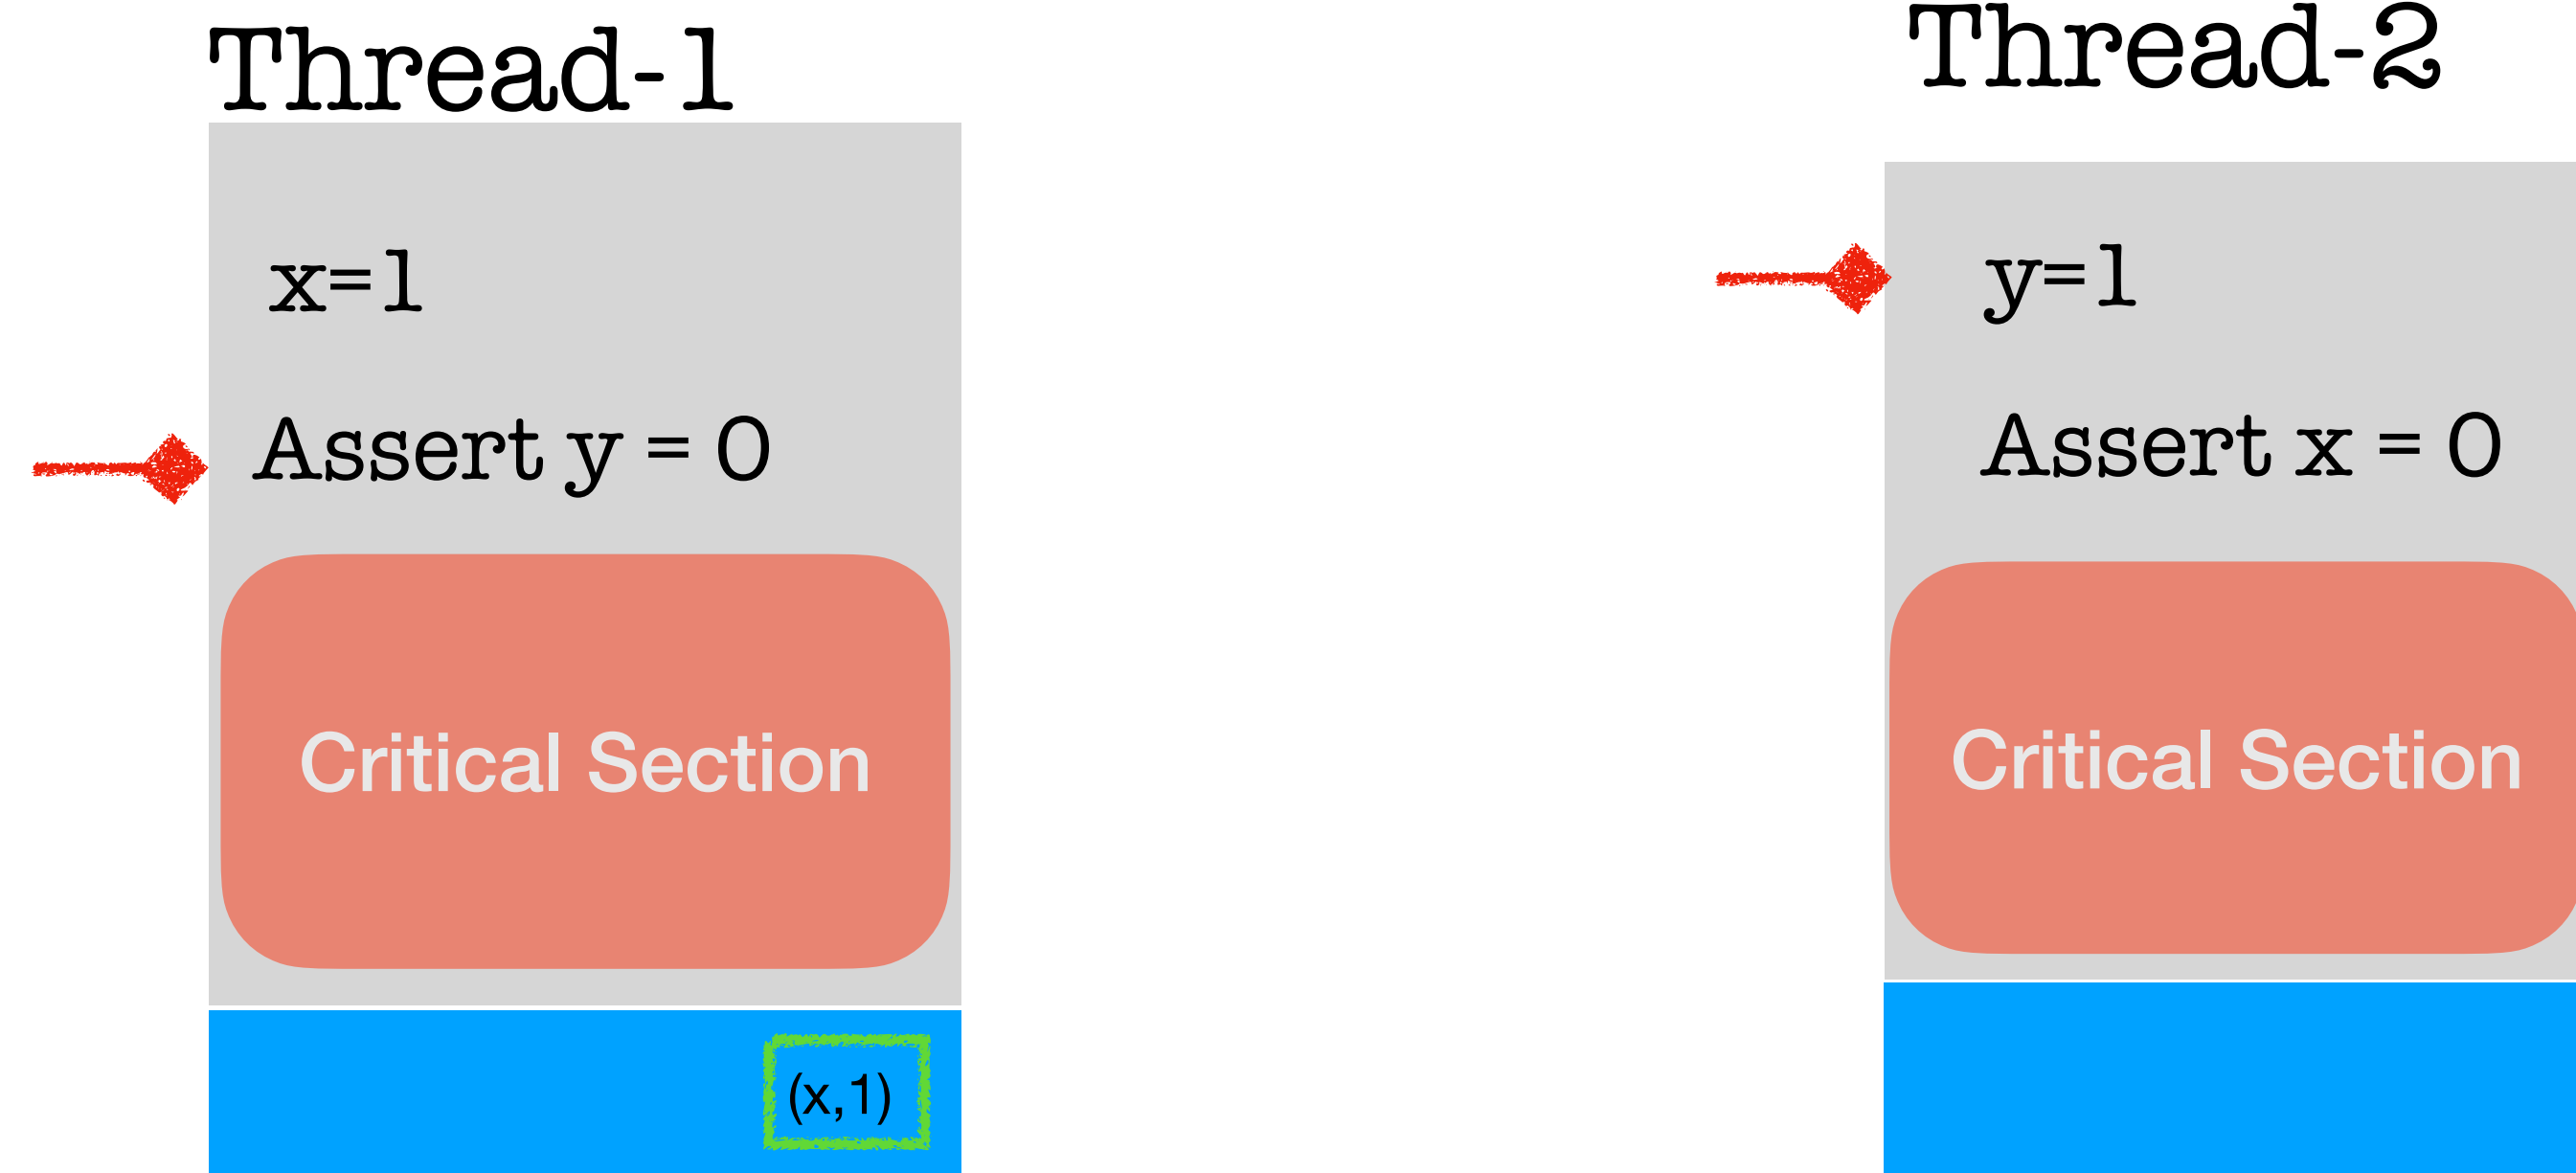 Thread-1
x=1
Assert y = 0
Critical Section
(x,1)
Thread-2
y=1
Assert x = 0
Critical Section